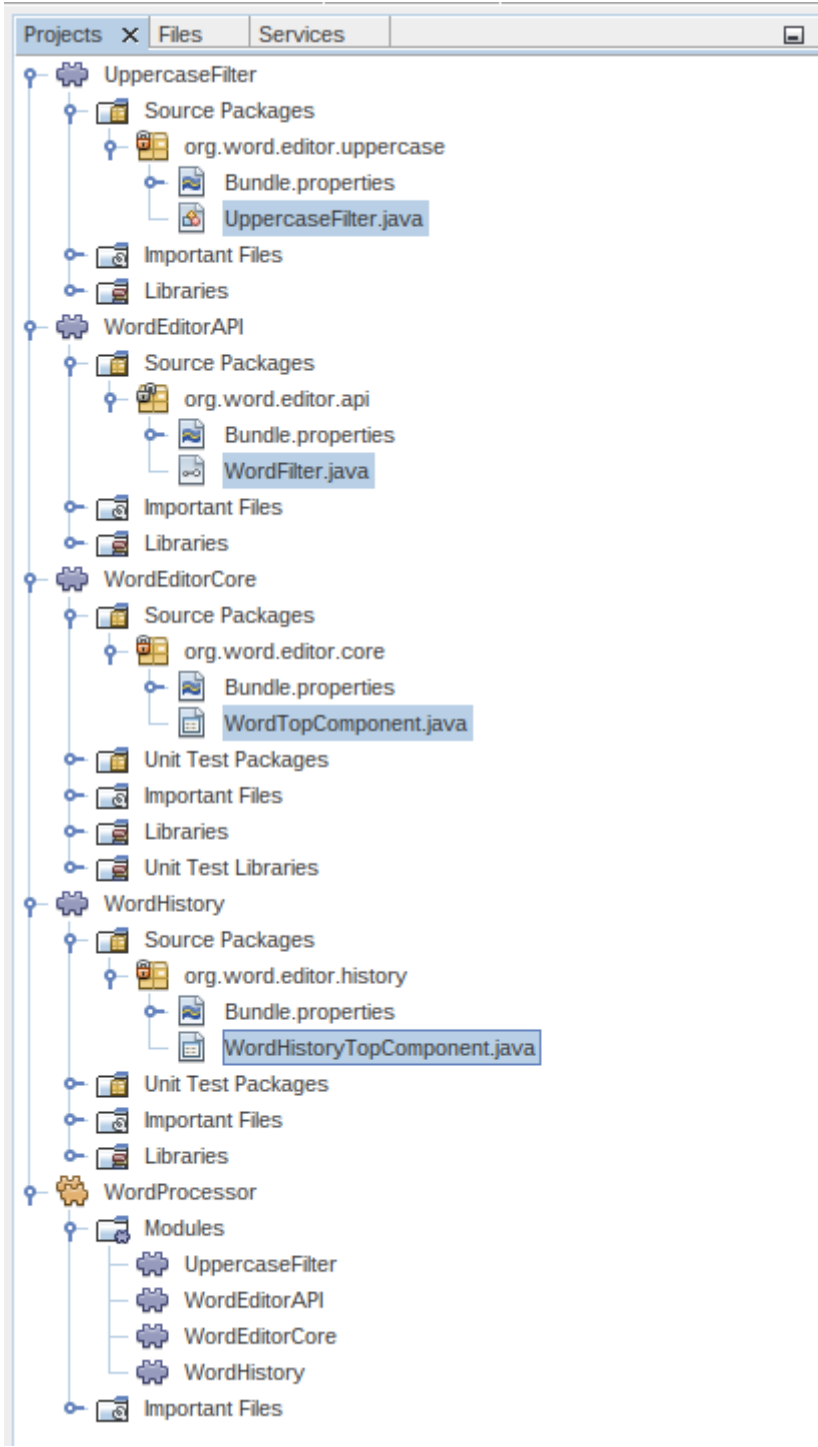 Projects Files Services
UppercaseFilter
Source Packages
org.word.editor.uppercase
Bundle.properties
UppercaseFilter.java
Important Files
Libraries
WordEditorAPI
Source Packages
org.word.editor.api
Bundle.properties
WordFilter.java
Important Files
Libraries
WordEditorCore
Source Packages
org.word.editor.core
Bundle.properties
WordTopComponent.java
Unit Test Packages
Important Files
Libraries
Unit Test Libraries
WordHistory
Source Packages
org.word.editor.history
Bundle.properties
WordHistoryTopComponent.java
Unit Test Packages
Important Files
Libraries
WordProcessor
Modules
UppercaseFilter
WordEditorAPI
WordEditorCore
WordHistory
Important Files